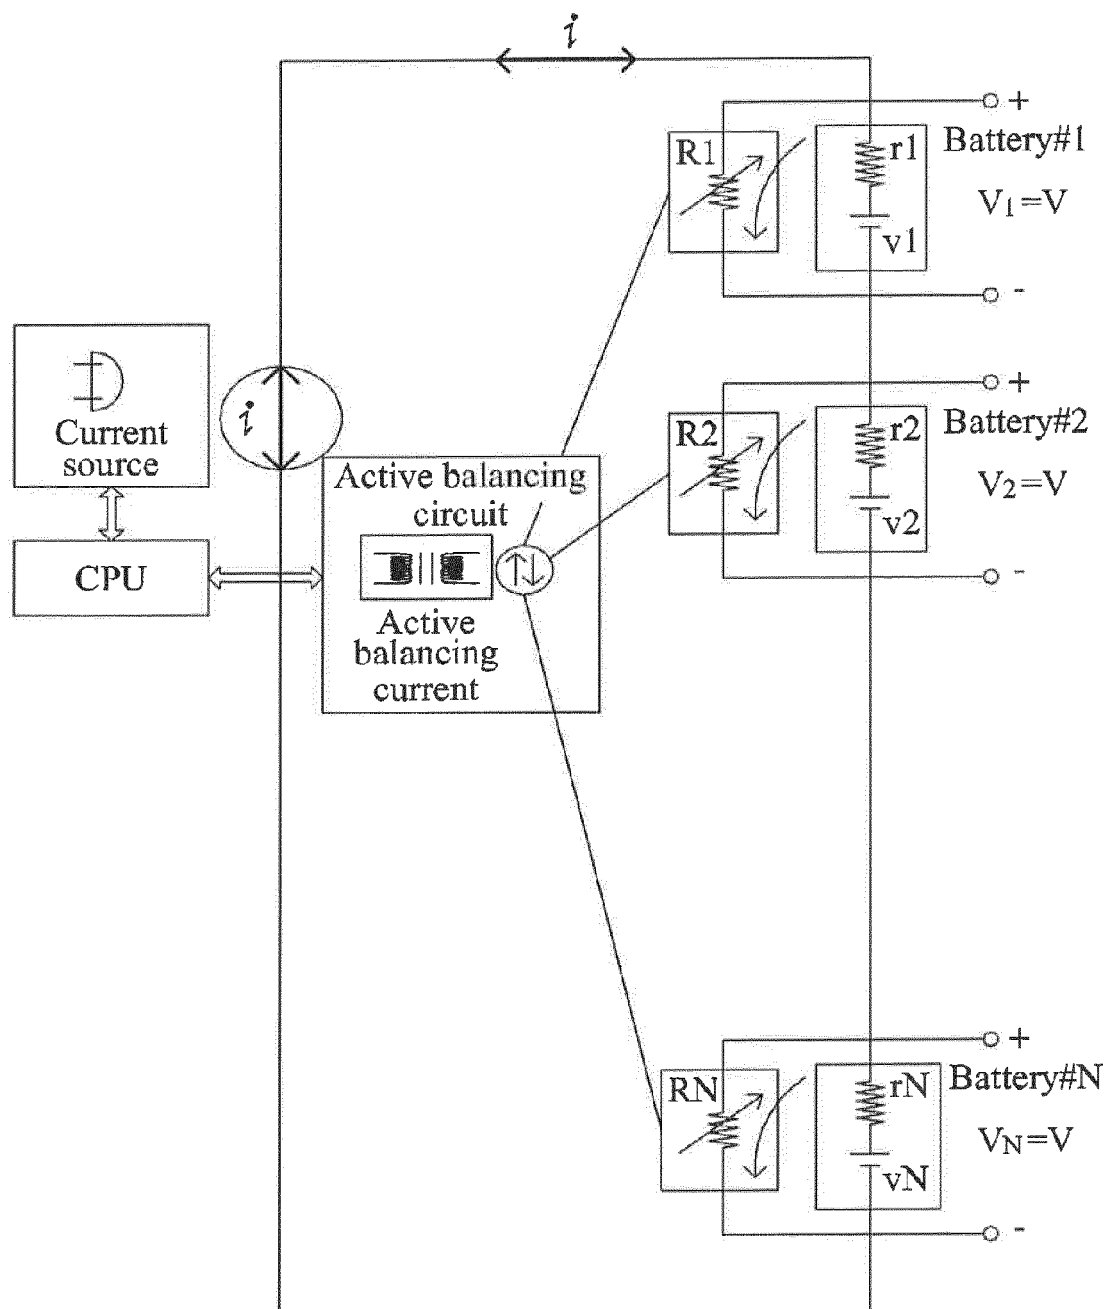 i
+
R1
r1
Battery#1
V1=V
v1
-
+
R2
r2
Battery#2
V2=V
v2
-
Current
source
i
Active balancing
circuit
CPU
Active
balancing
current
+
RN
rN
Battery#N
VN=V
vN
-